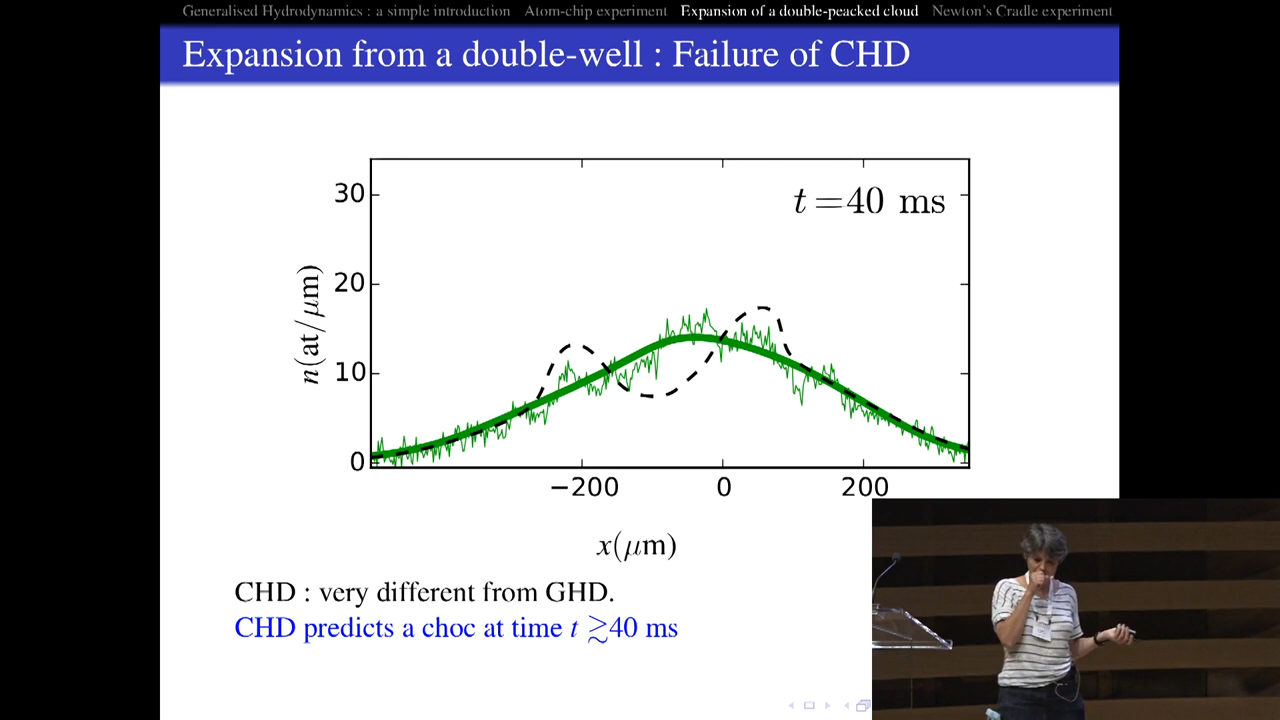 Generalised Hydrodynamics : a simple introduction Atom-chip experiment Expansion of a double-peacked cloud Newton's Cradle experiment
Expansion from a double-well : Failure of CHD
t = 40 ms
30
20
10
0
n(at/μm)
−200 0 200
x(μm)
CHD : very different from GHD.
CHD predicts a choc at time t ≳40 ms